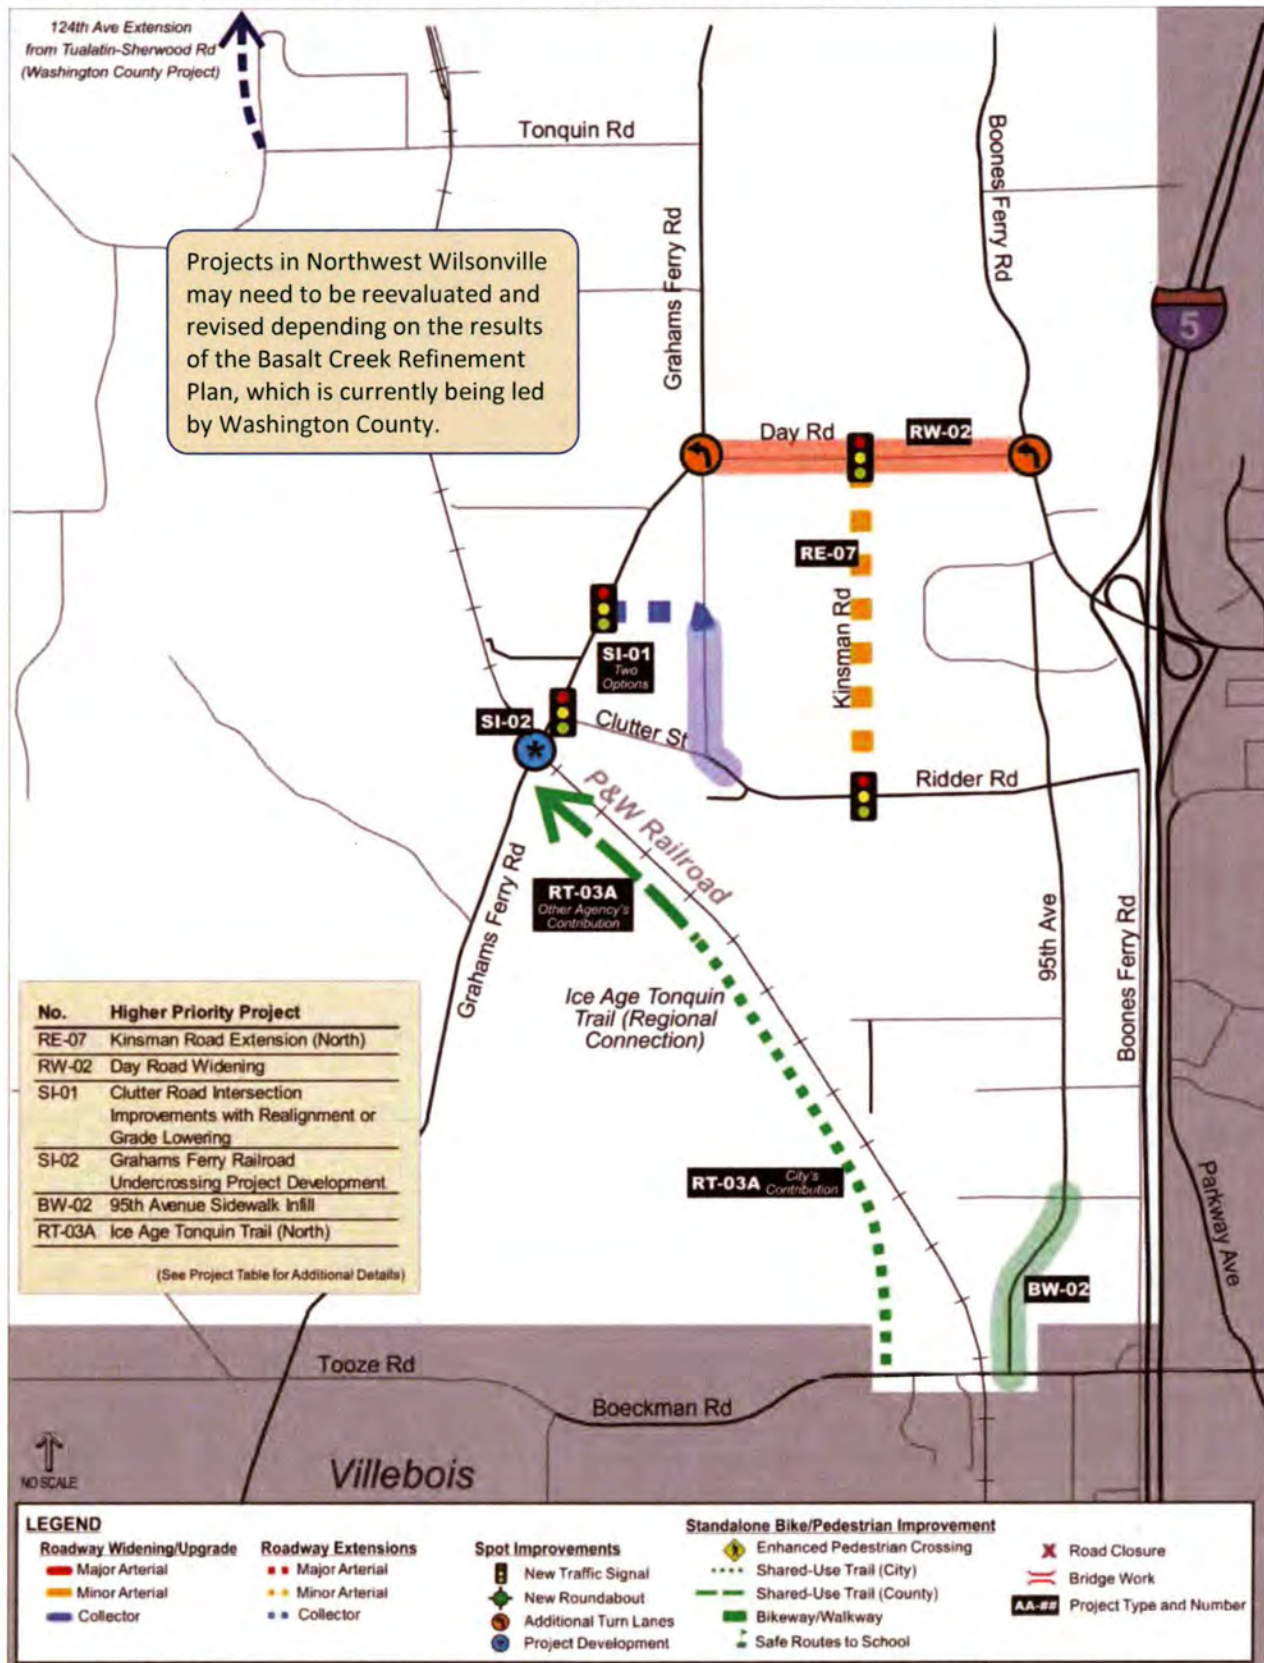 124th Ave Extension
from Tualatin-Sherwood Rd
(Washington County Project)
Tonquin Rd
Boones Ferry Rd
Grahams Ferry Rd
Projects in Northwest Wilsonville
may need to be reevaluated and
revised depending on the results
of the Basalt Creek Refinement
Plan, which is currently being led
by Washington County.
5
Day Rd
RW-02
RE-07
Kinsman Rd
SI-01
Two
Options
SI-02
Clutter St
*
P&W Railroad
Ridder Rd
RT-03A
Other Agency's
Contribution
Grahams Ferry Rd
95th Ave
Boones Ferry Rd
Ice Age Tonquin
Trail (Regional
Connection)
No. Higher Priority Project
RE-07 Kinsman Road Extension (North)
RW-02 Day Road Widening
SI-01 Clutter Road Intersection
Improvements with Realignment or
Grade Lowering
SI-02 Grahams Ferry Railroad
Undercrossing Project Development
BW-02 95th Avenue Sidewalk Infill
RT-03A Ice Age Tonquin Trail (North)
(See Project Table for Additional Details)
RT-03A City's
Contribution
Parkway Ave
BW-02
Tooze Rd
Boeckman Rd
Villebois
NO SCALE
LEGEND
Roadway Widening/Upgrade
Major Arterial
Minor Arterial
Collector
Roadway Extensions
Major Arterial
Minor Arterial
Collector
Spot Improvements
New Traffic Signal
New Roundabout
Additional Turn Lanes
Project Development
Standalone Bike/Pedestrian Improvement
Enhanced Pedestrian Crossing
Shared-Use Trail (City)
Shared-Use Trail (County)
Bikeway/Walkway
Safe Routes to School
X Road Closure
Bridge Work
AA-## Project Type and Number